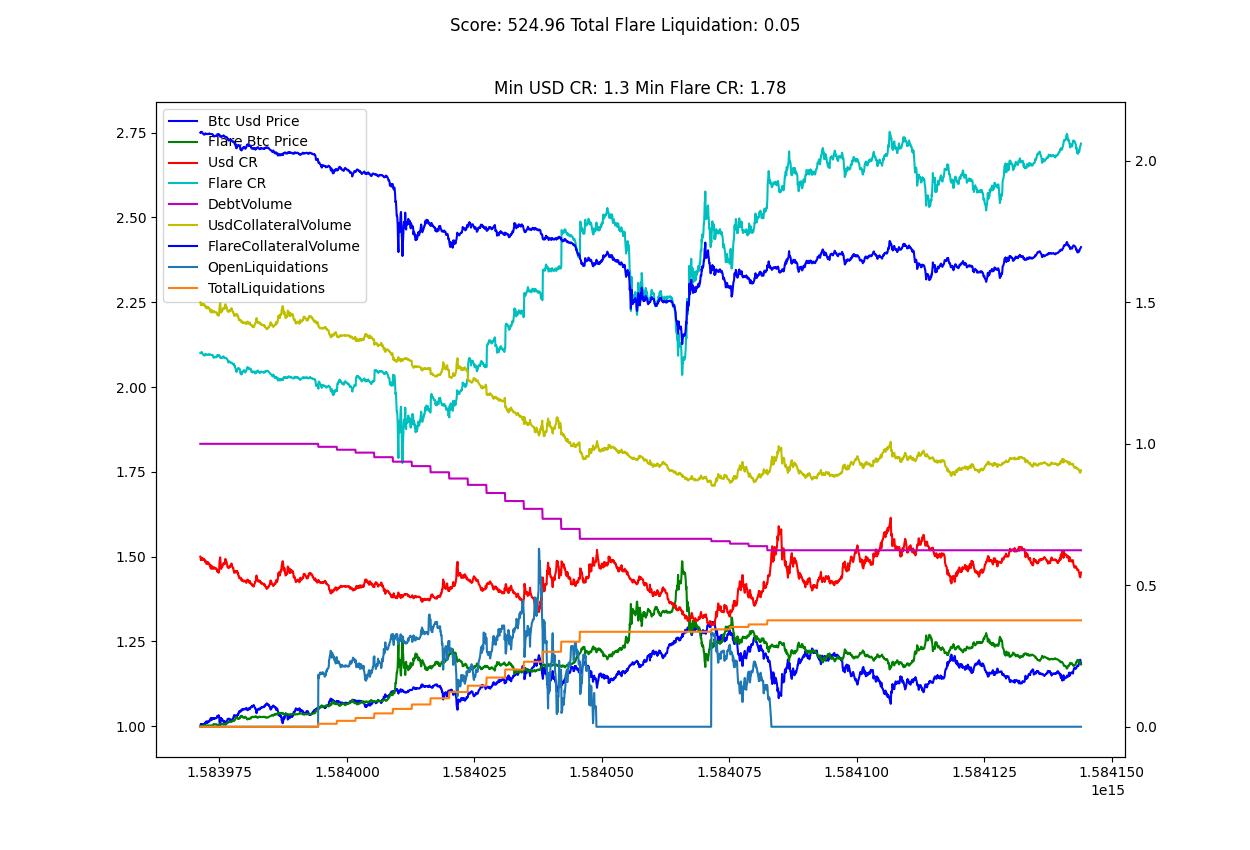 Score: 524.96 Total Flare Liquidation: 0.05
Min USD CR: 1.3 Min Flare CR: 1.78
Btc Usd Price
Flare Btc Price
Usd CR
Flare CR
DebtVolume
UsdCollateralVolume
FlareCollateralVolume
OpenLiquidations
TotalLiquidations
2.75
2.50
2.25
2.00
1.75
1.50
1.25
1.00
2.0
1.5
1.0
0.5
0.0
1.583975 1.584000 1.584025 1.584050 1.584075 1.584100 1.584125 1.584150
1e15